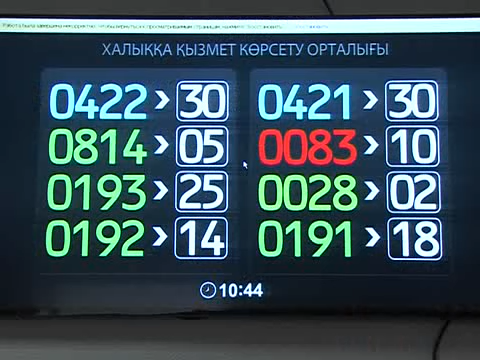 ХАЛЫҚҚА ҚЫЗМЕТ КӨРСЕТУ ОРТАЛЫҒЫ
0422 > 30 0421 > 30
0814 > 05 0083 > 10
0193 > 25 0028 > 02
0192 > 14 0191 > 18
10:44